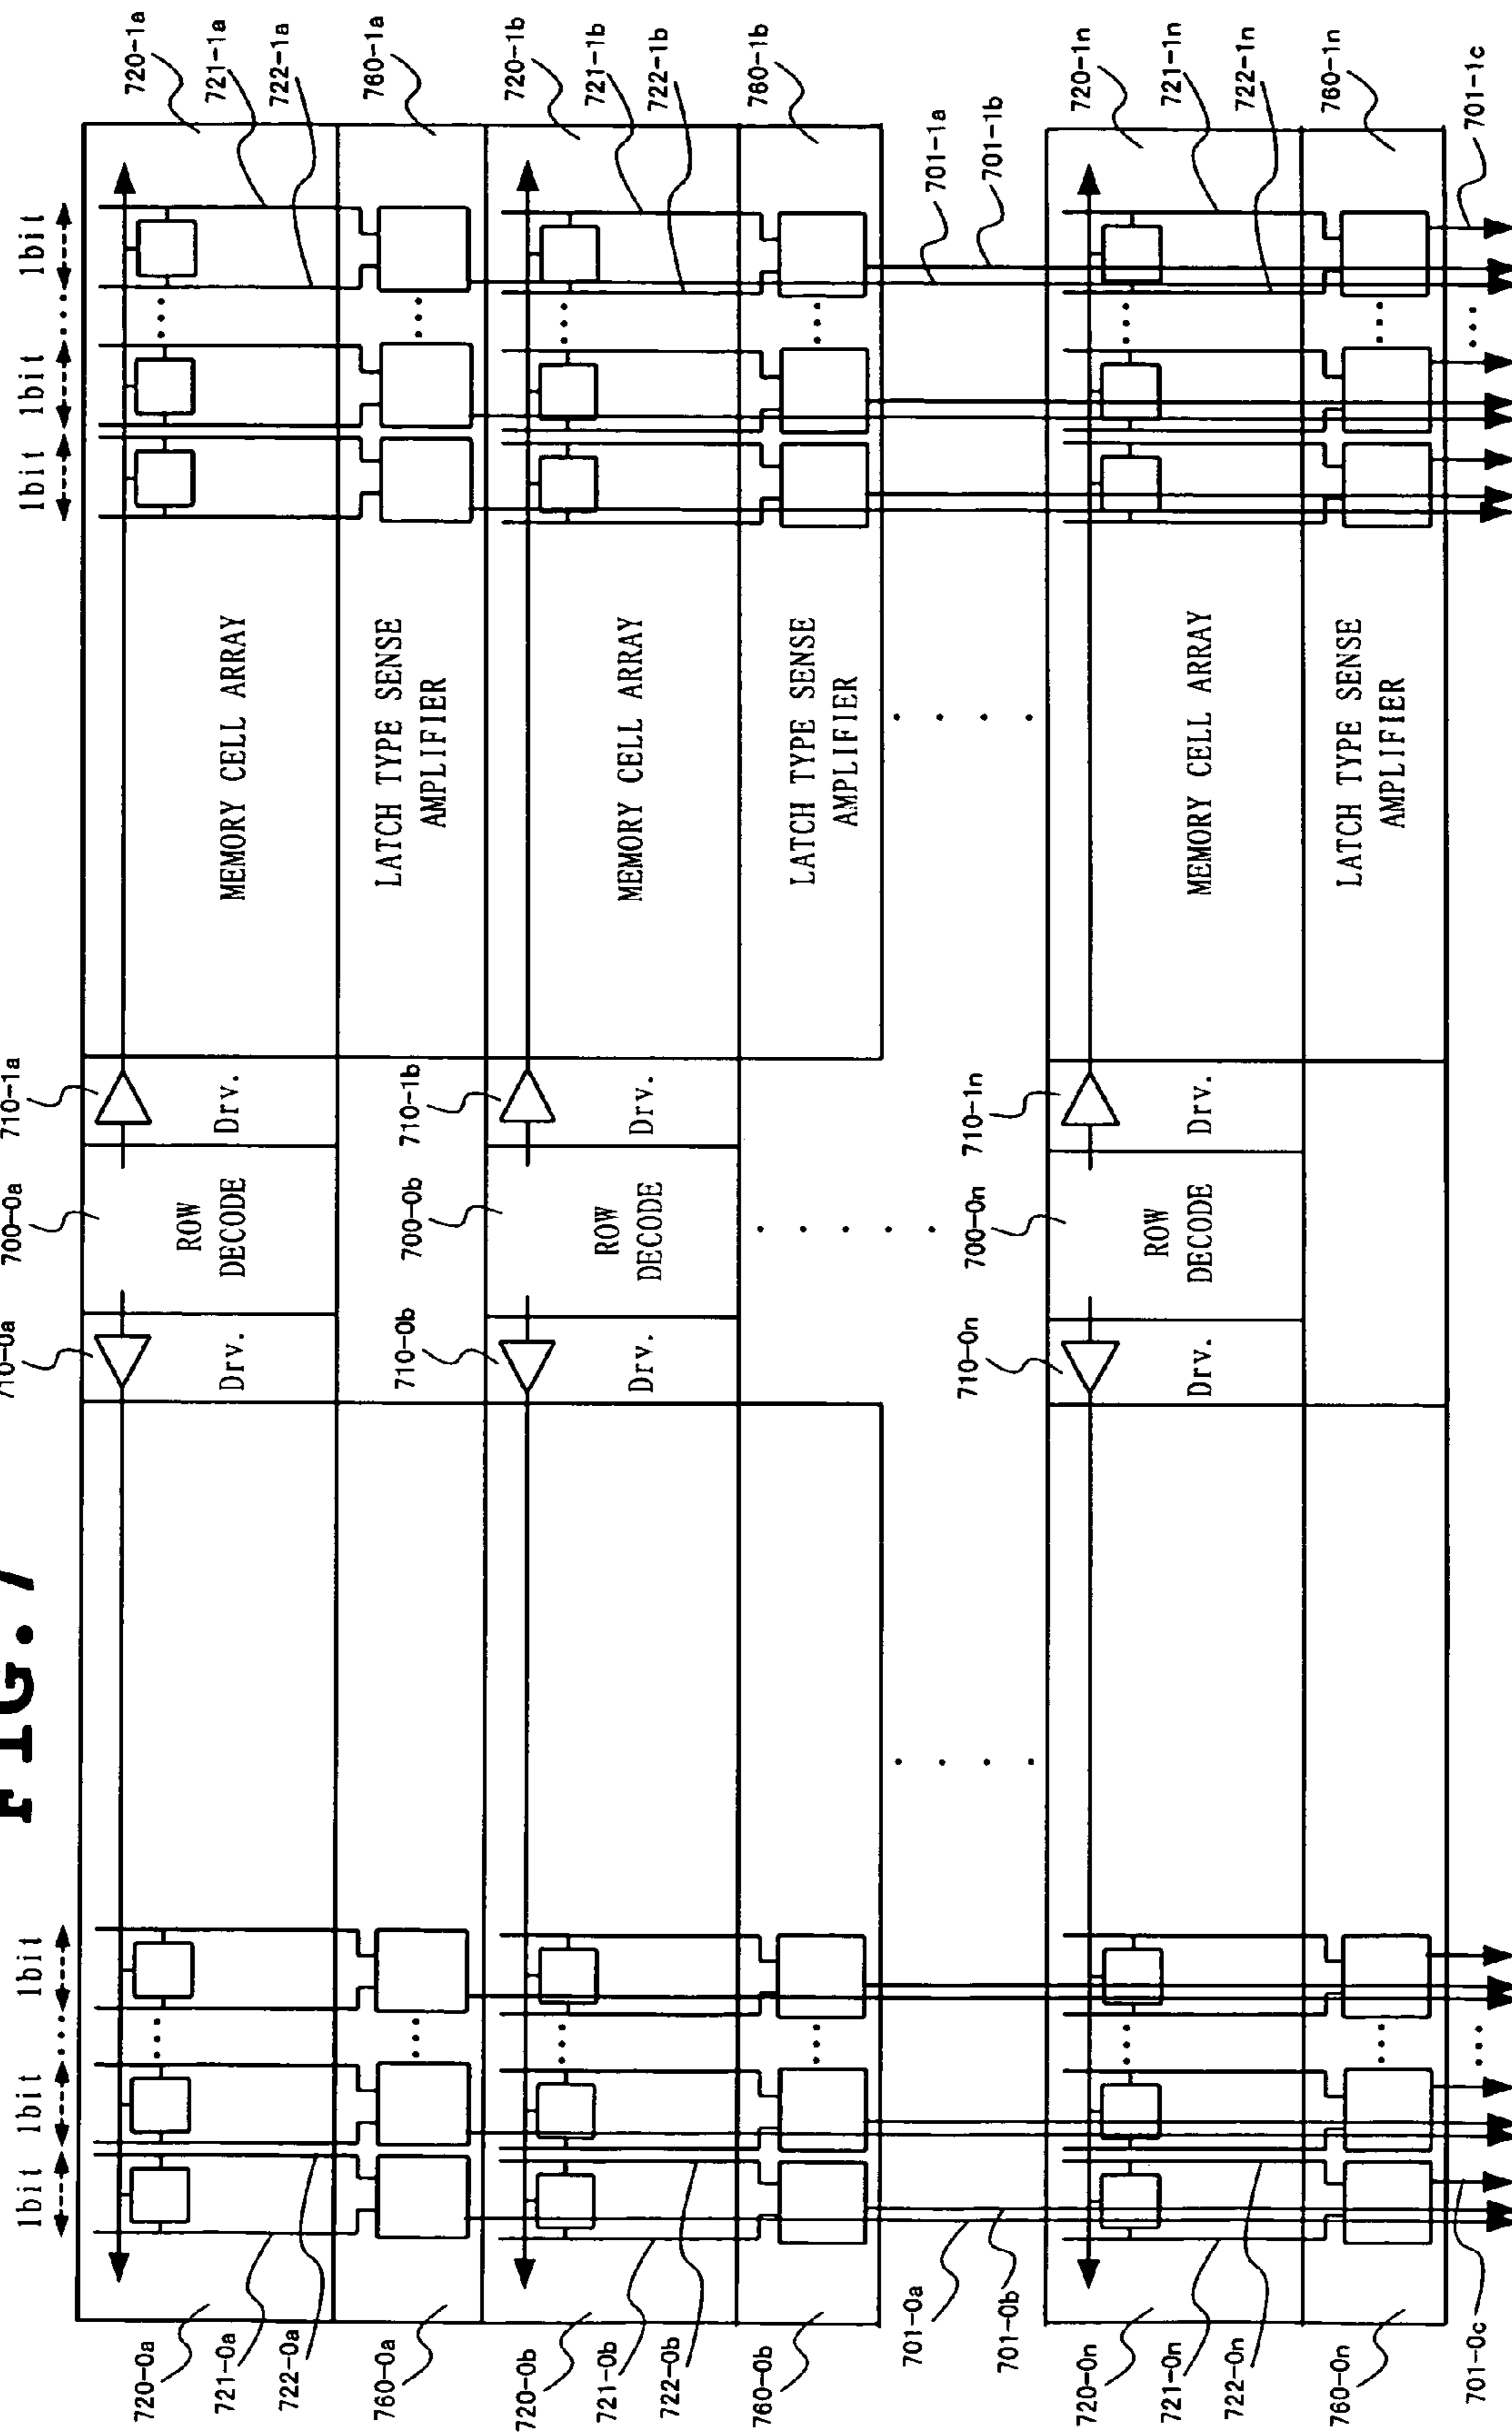 FIG. 7
1bit 1bit 1bit 1bit 1bit 1bit
710-0a 700-0a 710-1a
720-0a
721-0a
722-0a
720-1a
721-1a
722-1a
Drv.
ROW
DECODE
Drv.
MEMORY CELL ARRAY
760-0a
760-1a
LATCH TYPE SENSE
AMPLIFIER
710-0b 700-0b 710-1b
720-0b
721-0b
722-0b
720-1b
721-1b
722-1b
Drv.
ROW
DECODE
Drv.
MEMORY CELL ARRAY
760-0b
760-1b
LATCH TYPE SENSE
AMPLIFIER
701-0a
701-0b
701-1a
701-1b
710-0n 700-0n 710-1n
720-0n
721-0n
722-0n
720-1n
721-1n
722-1n
Drv.
ROW
DECODE
Drv.
MEMORY CELL ARRAY
760-0n
760-1n
LATCH TYPE SENSE
AMPLIFIER
701-0c
701-1c